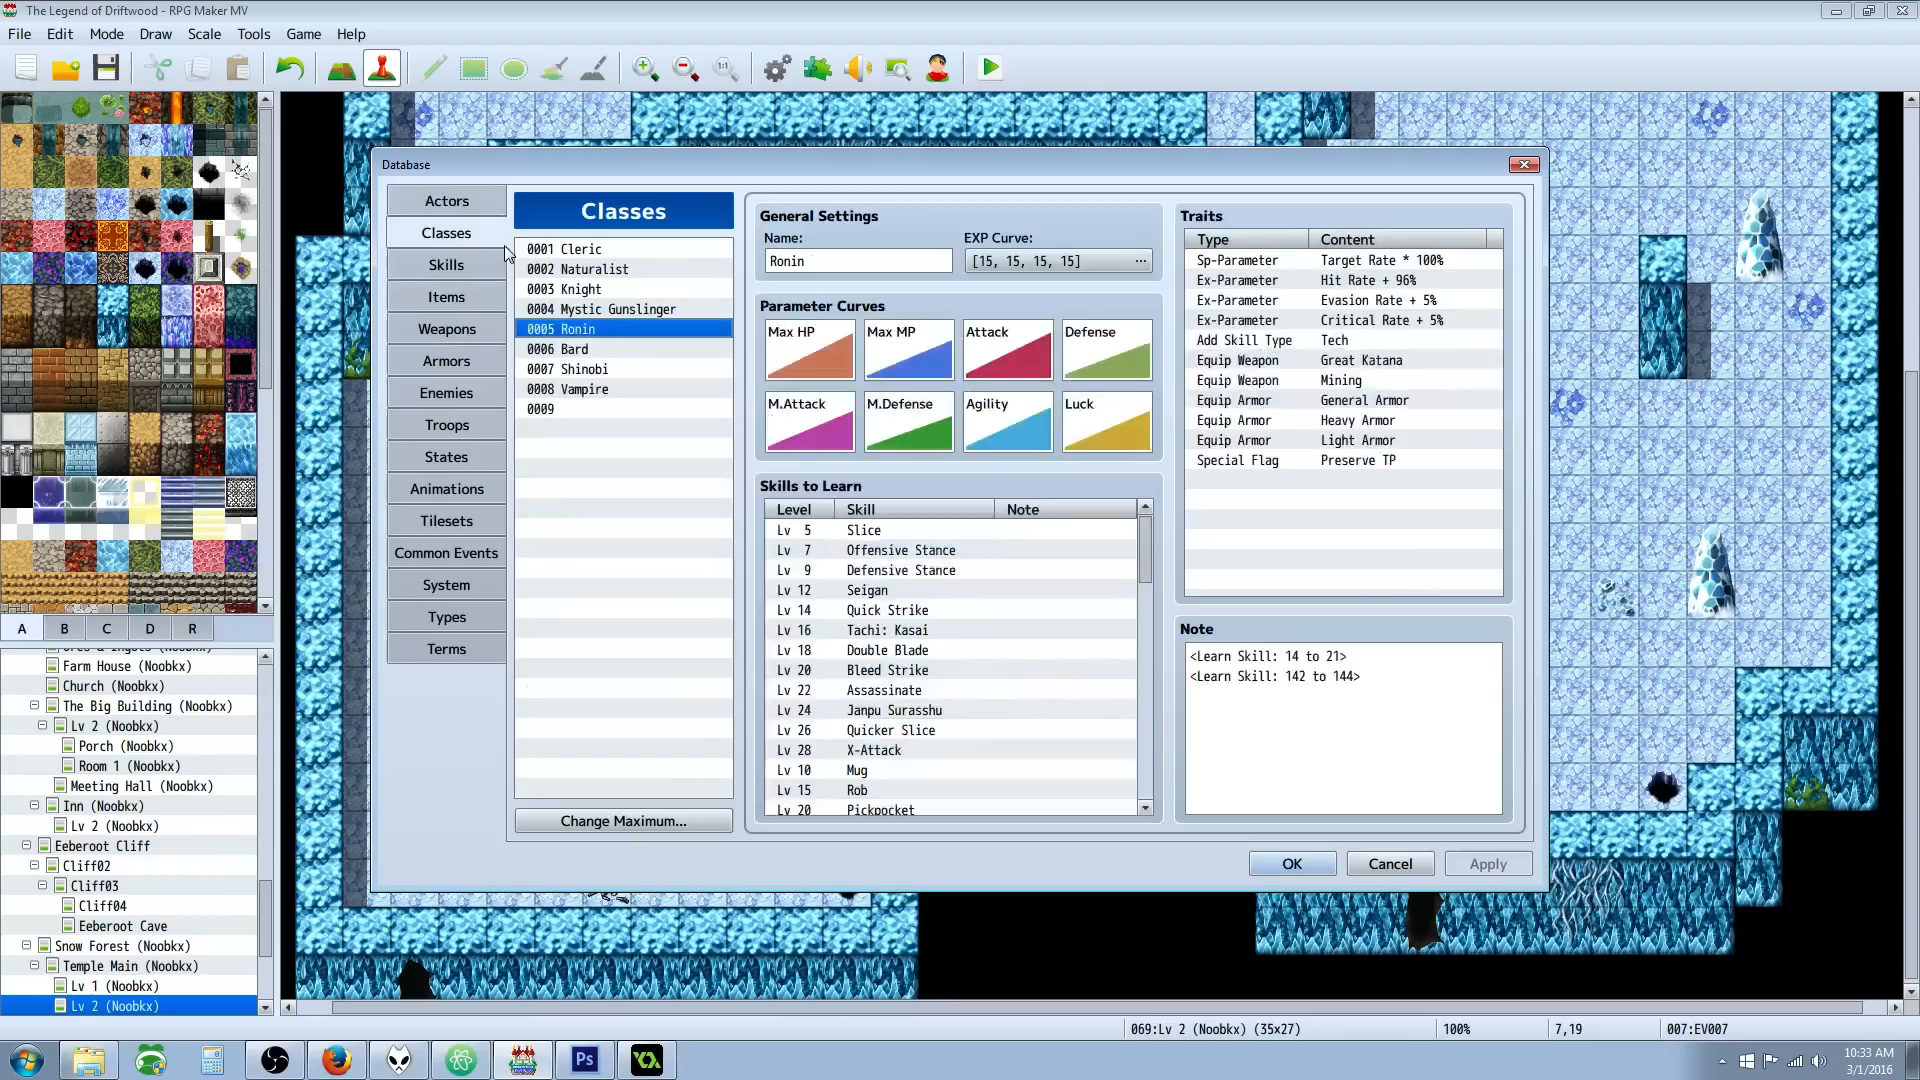 The Legend of Driftwood - RPG Maker MV
File Edit Mode Draw Scale Tools Game Help
1:1
Database
Actors
Classes
Skills
Items
Weapons
Armors
Enemies
Troops
States
Animations
Tilesets
Common Events
System
Types
Terms
Classes
0001 Cleric
0002 Naturalist
0003 Knight
0004 Mystic Gunslinger
0005 Ronin
0006 Bard
0007 Shinobi
0008 Vampire
0009
Change Maximum...
General Settings
Name: EXP Curve:
Ronin [15, 15, 15, 15] ...
Parameter Curves
Max HP Max MP Attack Defense
M.Attack M.Defense Agility Luck
Skills to Learn
Level Skill Note
Lv 5 Slice
Lv 7 Offensive Stance
Lv 9 Defensive Stance
Lv 12 Seigan
Lv 14 Quick Strike
Lv 16 Tachi: Kasai
Lv 18 Double Blade
Lv 20 Bleed Strike
Lv 22 Assassinate
Lv 24 Janpu Surasshu
Lv 26 Quicker Slice
Lv 28 X-Attack
Lv 10 Mug
Lv 15 Rob
Lv 20 Pickpocket
Traits
Type Content
Sp-Parameter Target Rate * 100%
Ex-Parameter Hit Rate + 96%
Ex-Parameter Evasion Rate + 5%
Ex-Parameter Critical Rate + 5%
Add Skill Type Tech
Equip Weapon Great Katana
Equip Weapon Mining
Equip Armor General Armor
Equip Armor Heavy Armor
Equip Armor Light Armor
Special Flag Preserve TP
Note
<Learn Skill: 14 to 21>
<Learn Skill: 142 to 144>
OK Cancel Apply
A B C D R
Farm House (Noobkx)
Church (Noobkx)
The Big Building (Noobkx)
Lv 2 (Noobkx)
Porch (Noobkx)
Room 1 (Noobkx)
Meeting Hall (Noobkx)
Inn (Noobkx)
Lv 2 (Noobkx)
Eeberoot Cliff
Cliff02
Cliff03
Cliff04
Eeberoot Cave
Snow Forest (Noobkx)
Temple Main (Noobkx)
Lv 1 (Noobkx)
Lv 2 (Noobkx)
069:Lv 2 (Noobkx) (35x27) 100% 7,19 007:EV007
Ps
10:33 AM
3/1/2016